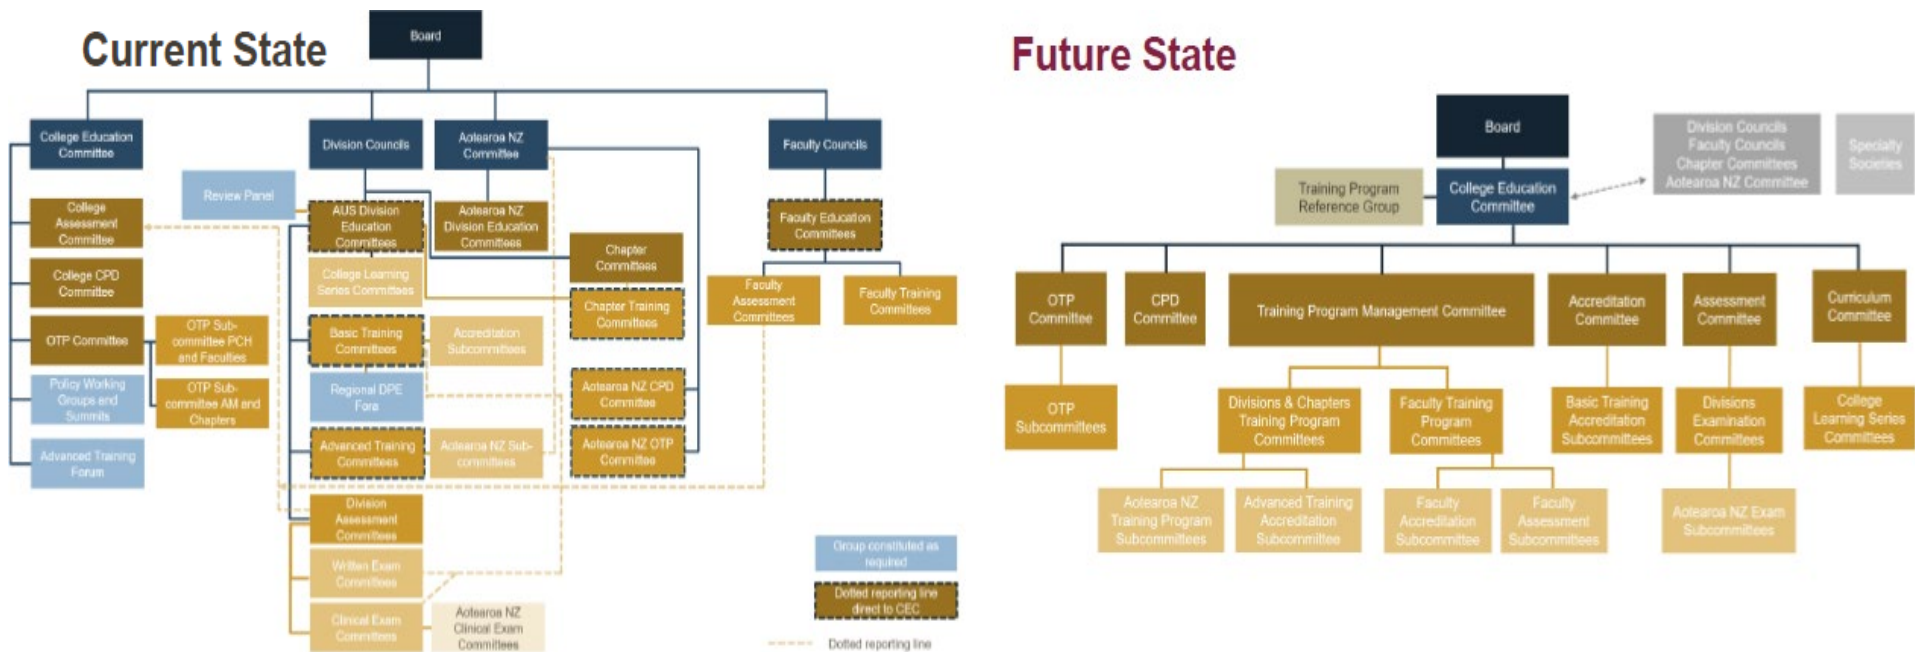 Current State
Board
College Education
Committee
Division Councils
Aotearoa NZ
Committee
Faculty Councils
Review Panel
College
Assessment
Committee
AUS Division
Education
Committees
Aotearoa NZ
Division Education
Committees
Faculty Education
Committees
Chapter
Committees
College CPD
Committee
College Learning
Series Committees
Chapter Training
Committees
Faculty
Assessment
Committees
Faculty Training
Committees
OTP Committee
OTP Sub-
committee PCH
and Faculties
Basic Training
Committees
Accreditation
Subcommittees
Policy Working
Groups and
Summits
OTP Sub-
committee AM and
Chapters
Regional DPE
Fora
Aotearoa NZ CPD
Committee
Advanced Training
Forum
Advanced Training
Committees
Aotearoa NZ Sub-
committees
Aotearoa NZ OTP
Committee
Division
Assessment
Committees
Written Exam
Committees
Clinical Exam
Committees
Aotearoa NZ
Clinical Exam
Committees
Group constituted as
required
Dotted reporting line
direct to CEC
Dotted reporting line
Future State
Board
Division Councils
Faculty Councils
Chapter Committees
Aotearoa NZ Committee
Specialty
Societies
Training Program
Reference Group
College Education
Committee
OTP
Committee
CPD
Committee
Training Program Management Committee
Accreditation
Committee
Assessment
Committee
Curriculum
Committee
OTP
Subcommittees
Divisions & Chapters
Training Program
Committees
Faculty Training
Program
Committees
Basic Training
Accreditation
Subcommittees
Divisions
Examination
Committees
College
Learning Series
Committees
Aotearoa NZ
Training Program
Subcommittees
Advanced Training
Accreditation
Subcommittee
Faculty
Accreditation
Subcommittee
Faculty
Assessment
Subcommittees
Aotearoa NZ Exam
Subcommittees